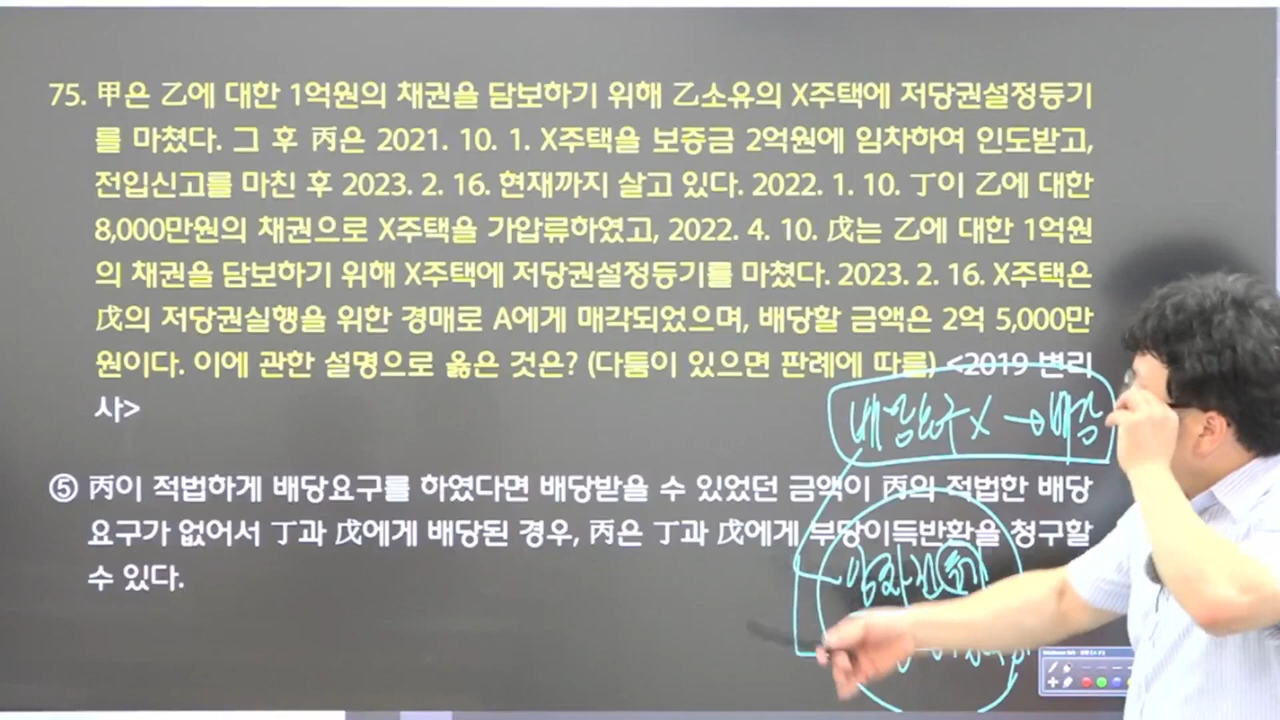 75. 甲은 乙에 대한 1억원의 채권을 담보하기 위해 乙소유의 X주택에 저당권설정등기
를 마쳤다. 그 후 丙은 2021. 10. 1. X주택을 보증금 2억원에 임차하여 인도받고,
전입신고를 마친 후 2023. 2. 16. 현재까지 살고 있다. 2022. 1. 10. 丁이 乙에 대한
8,000만원의 채권으로 X주택을 가압류하였고, 2022. 4. 10. 戊는 乙에 대한 1억원
의 채권을 담보하기 위해 X주택에 저당권설정등기를 마쳤다. 2023. 2. 16. X주택은
戊의 저당권실행을 위한 경매로 A에게 매각되었으며, 배당할 금액은 2억 5,000만
원이다. 이에 관한 설명으로 옳은 것은? (다툼이 있으면 판례에 따름) <2019 변리
사>
배당요구 X → 배당
⑤ 丙이 적법하게 배당요구를 하였다면 배당받을 수 있었던 금액이 丙의 적법한 배당
요구가 없어서 丁과 戊에게 배당된 경우, 丙은 丁과 戊에게 부당이득반환을 청구할
수 있다.
임차권